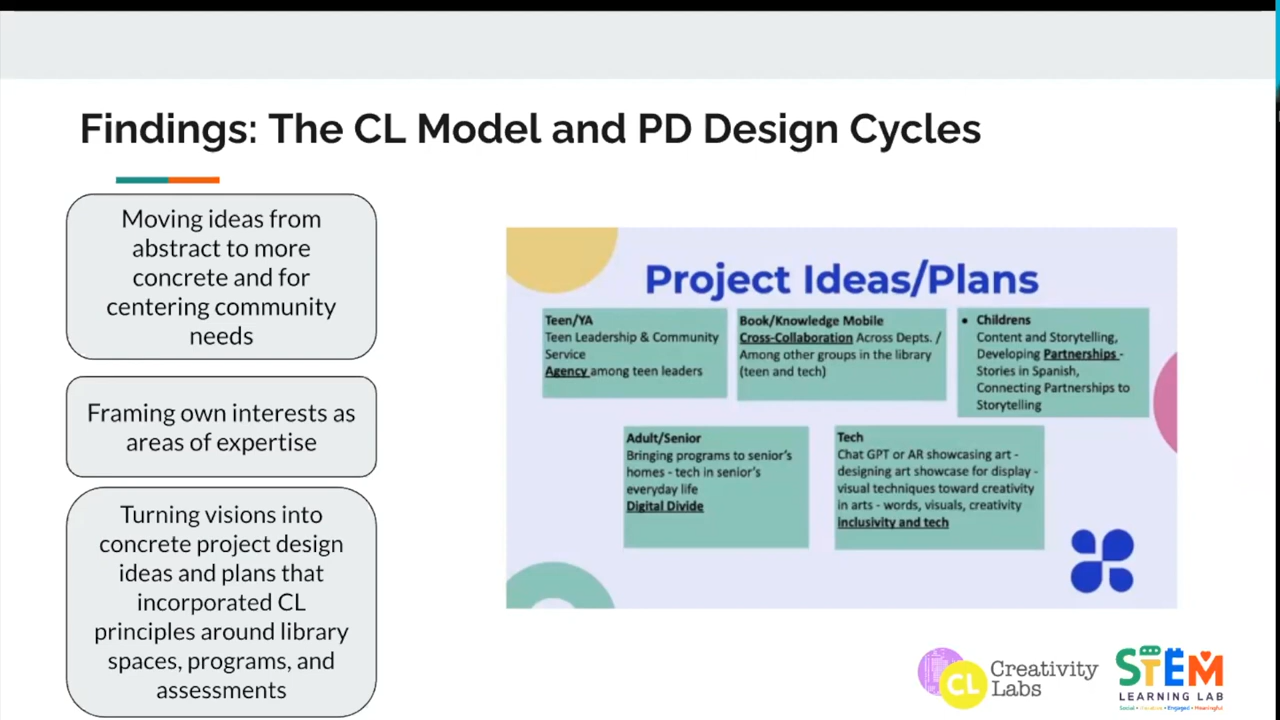 Findings: The CL Model and PD Design Cycles
Moving ideas from
abstract to more
concrete and for
centering community
needs
Framing own interests as
areas of expertise
Turning visions into
concrete project design
ideas and plans that
incorporated CL
principles around library
spaces, programs, and
assessments
Project Ideas/Plans
Teen/YA
Teen Leadership & Community
Service
Agency among teen leaders
Book/Knowledge Mobile
Cross-Collaboration Across Depts. /
Among other groups in the library
(teen and tech)
• Childrens
Content and Storytelling,
Developing Partnerships -
Stories in Spanish,
Connecting Partnerships to
Storytelling
Adult/Senior
Bringing programs to senior's
homes - tech in senior's
everyday life
Digital Divide
Tech
Chat GPT or AR showcasing art -
designing art showcase for display -
visual techniques toward creativity
in arts - words, visuals, creativity
inclusivity and tech
CL
Creativity
Labs
STEM
LEARNING LAB
Social • Creative • Engaged • Meaningful